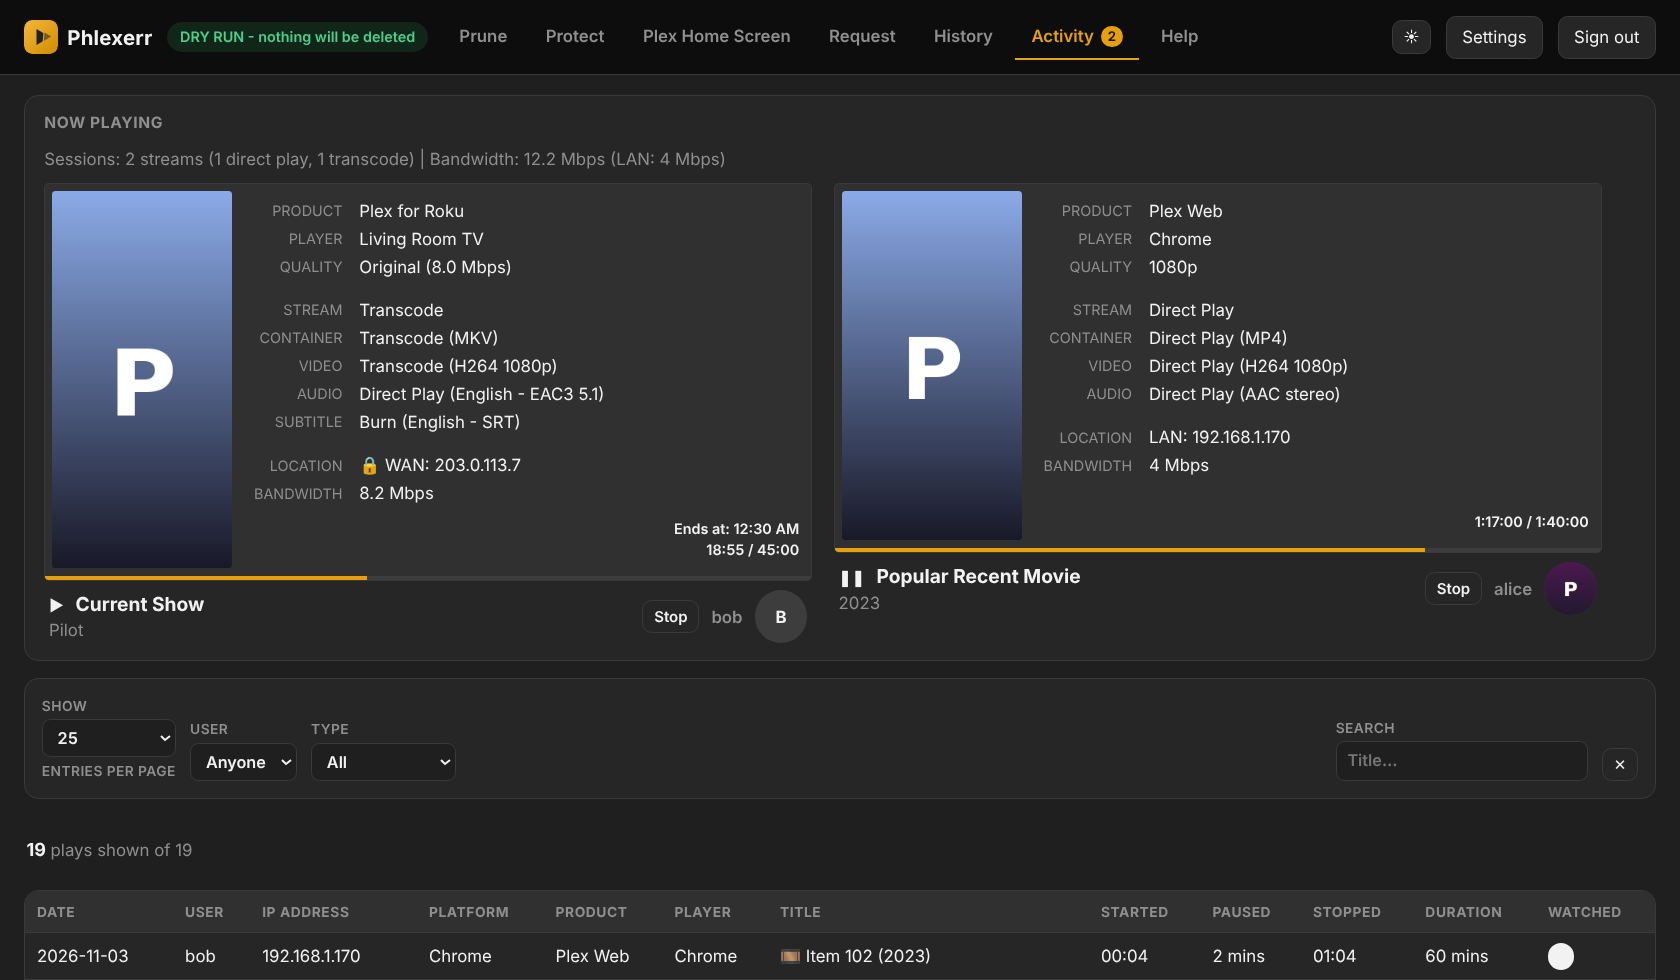 Phlexerr
DRY RUN - nothing will be deleted
Prune
Protect
Plex Home Screen
Request
History
Activity 2
Help
Settings
Sign out
NOW PLAYING
Sessions: 2 streams (1 direct play, 1 transcode) | Bandwidth: 12.2 Mbps (LAN: 4 Mbps)
P
PRODUCT Plex for Roku
PLAYER Living Room TV
QUALITY Original (8.0 Mbps)
STREAM Transcode
CONTAINER Transcode (MKV)
VIDEO Transcode (H264 1080p)
AUDIO Direct Play (English - EAC3 5.1)
SUBTITLE Burn (English - SRT)
LOCATION 🔒 WAN: 203.0.113.7
BANDWIDTH 8.2 Mbps
Ends at: 12:30 AM
18:55 / 45:00
Current Show
Pilot
Stop
bob
B
P
PRODUCT Plex Web
PLAYER Chrome
QUALITY 1080p
STREAM Direct Play
CONTAINER Direct Play (MP4)
VIDEO Direct Play (H264 1080p)
AUDIO Direct Play (AAC stereo)
LOCATION LAN: 192.168.1.170
BANDWIDTH 4 Mbps
1:17:00 / 1:40:00
Popular Recent Movie
2023
Stop
alice
P
SHOW
25
ENTRIES PER PAGE
USER
Anyone
TYPE
All
SEARCH
Title...
×
19 plays shown of 19
DATE USER IP ADDRESS PLATFORM PRODUCT PLAYER TITLE STARTED PAUSED STOPPED DURATION WATCHED
2026-11-03 bob 192.168.1.170 Chrome Plex Web Chrome 🎞️ Item 102 (2023) 00:04 2 mins 01:04 60 mins